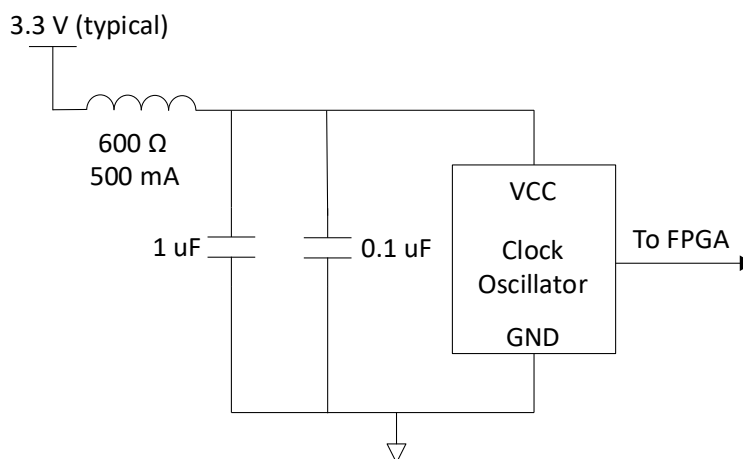 3.3 V (typical)
600 Ω
500 mA
1 uF
0.1 uF
VCC
Clock
Oscillator
GND
To FPGA